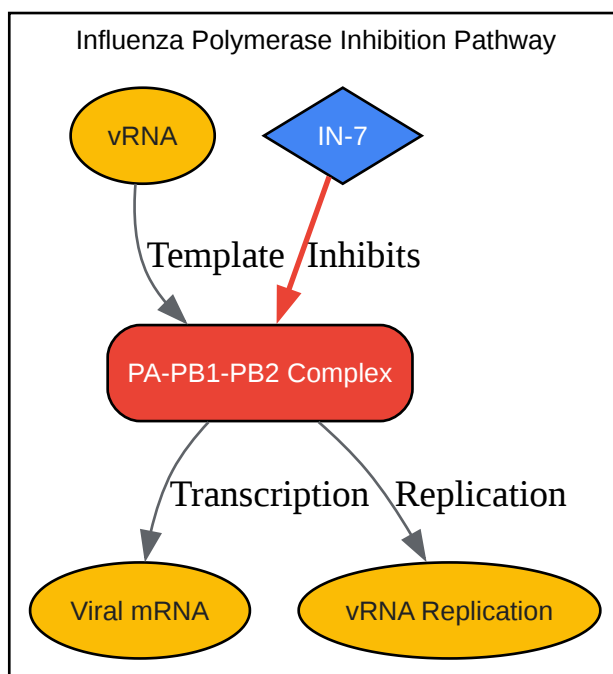 Influenza Polymerase Inhibition Pathway
vRNA
IN-7
Template
Inhibits
PA-PB1-PB2 Complex
Transcription
Replication
Viral mRNA
vRNA Replication